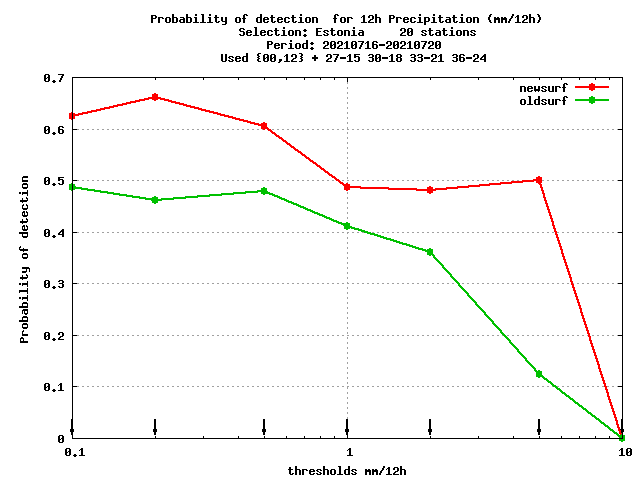 Probability of detection  for 12h Precipitation (mm/12h)
Selection: Estonia     20 stations
Period: 20210716-20210720
Used {00,12} + 27-15 30-18 33-21 36-24
newsurf
oldsurf
Probability of detection
0.7
0.6
0.5
0.4
0.3
0.2
0.1
0
0.1
1
10
thresholds mm/12h